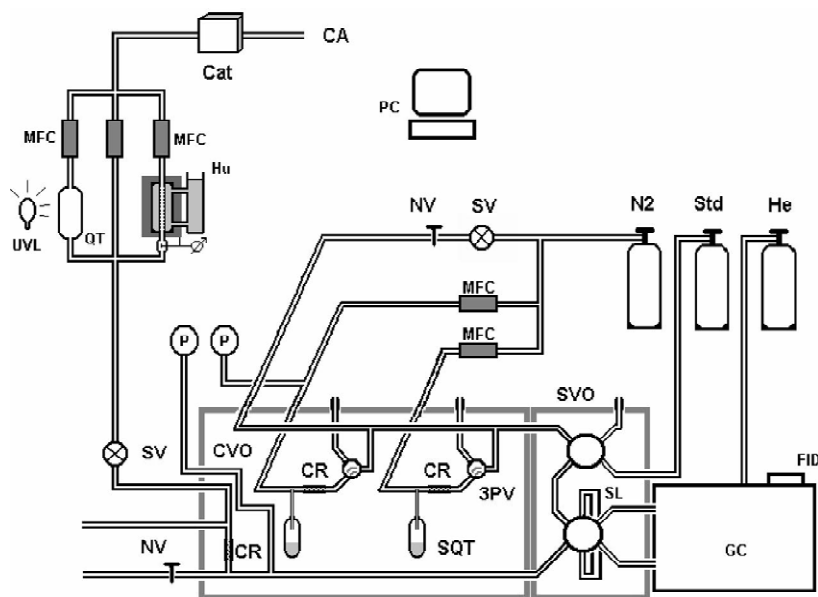 CA
Cat
PC
MFC
MFC
Hu
UVL
QT
NV
SV
N2
Std
He
MFC
MFC
P
P
SVO
SV
CVO
CR
CR
3PV
SL
FID
CR
SQT
GC
NV